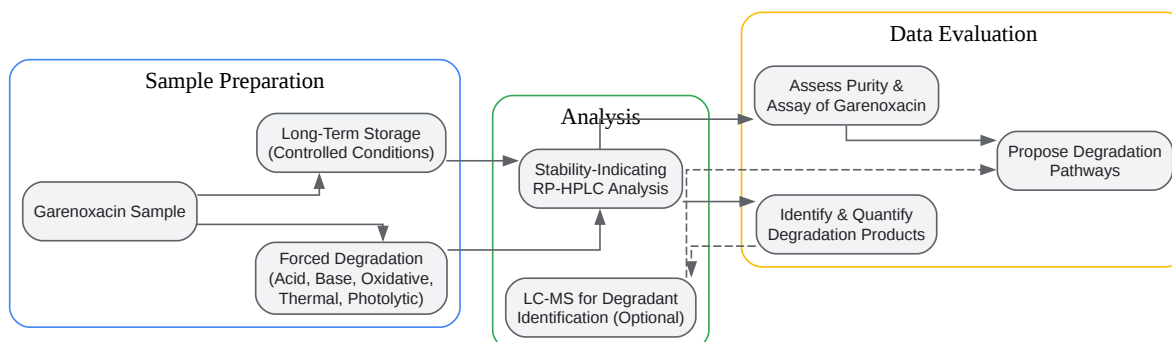 Sample Preparation
Garenoxacin Sample
Long-Term Storage
(Controlled Conditions)
Forced Degradation
(Acid, Base, Oxidative,
Thermal, Photolytic)
Analysis
Stability-Indicating
RP-HPLC Analysis
LC-MS for Degradant
Identification (Optional)
Data Evaluation
Assess Purity &
Assay of Garenoxacin
Identify & Quantify
Degradation Products
Propose Degradation
Pathways